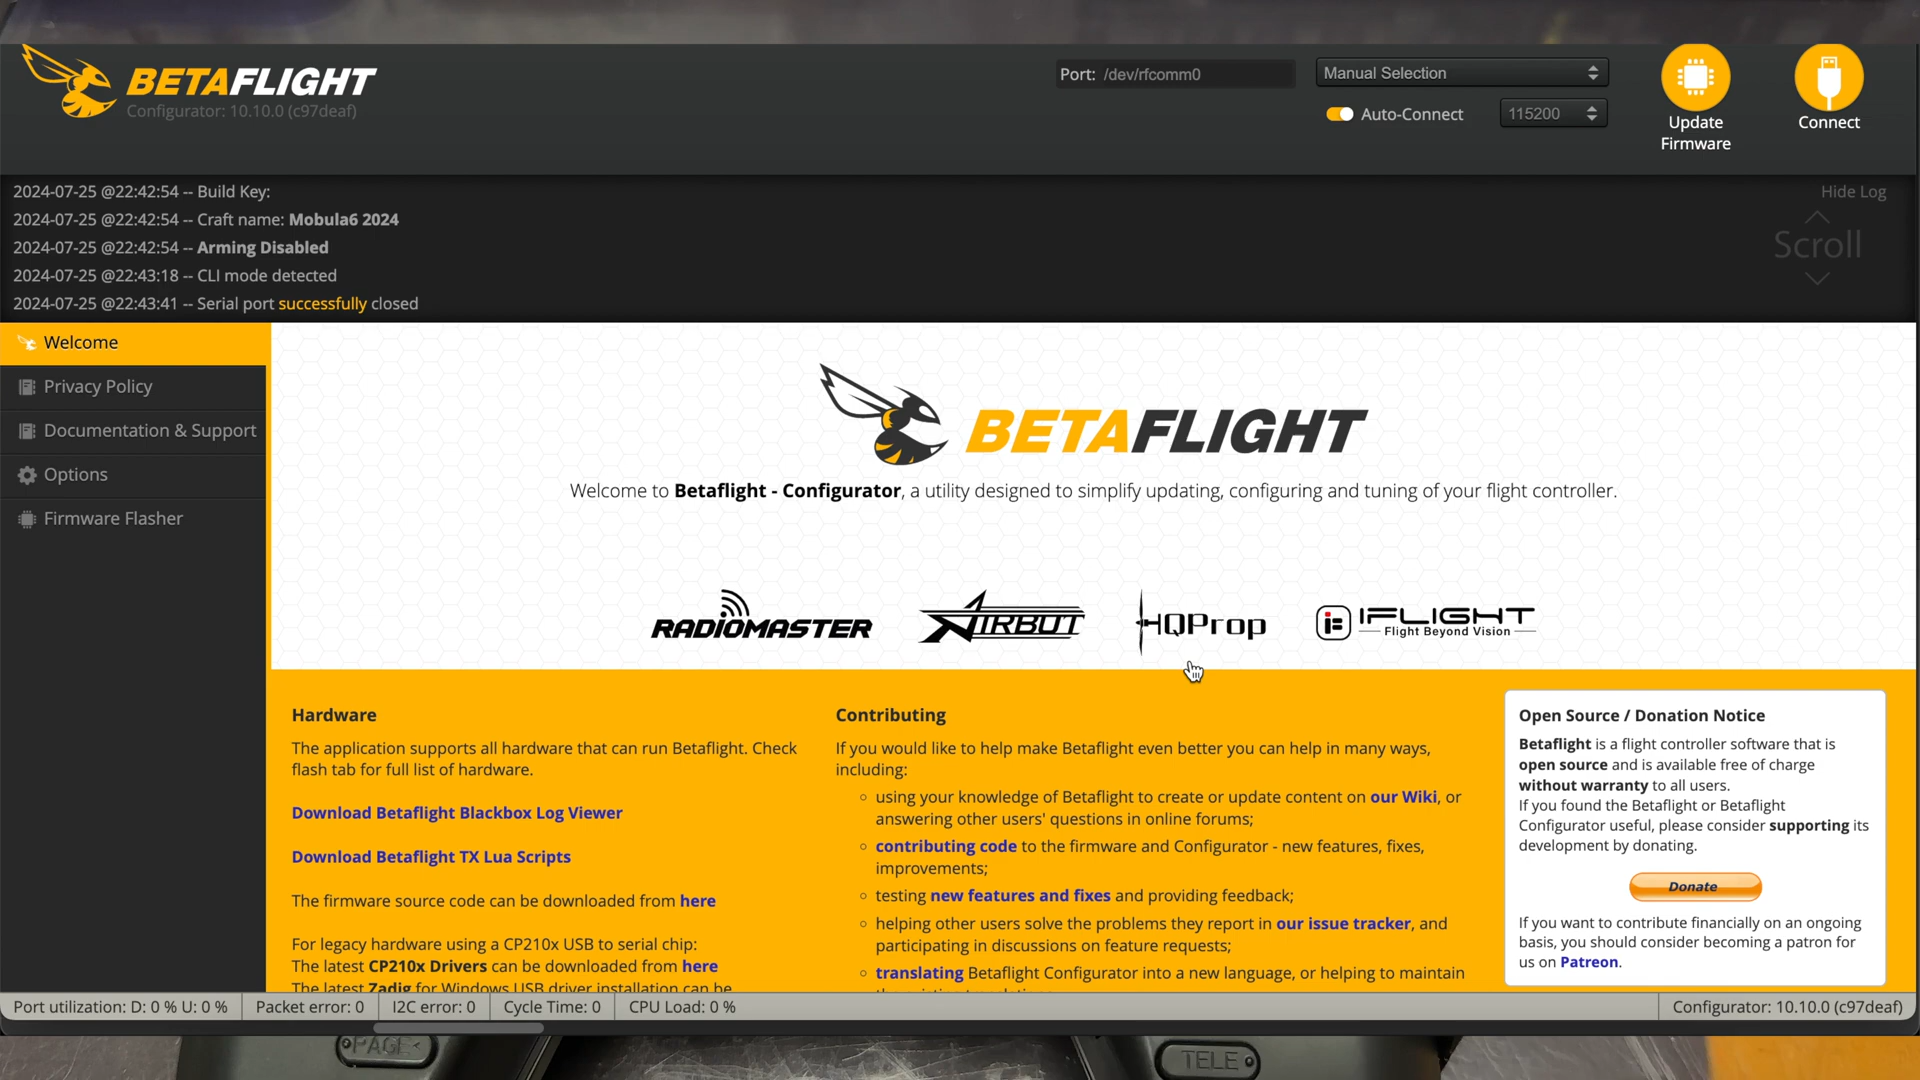 BETAFLIGHT
Configurator: 10.10.0 (c97deaf)
Port: /dev/rfcomm0
Manual Selection
Auto-Connect
115200
Update
Firmware
Connect
2024-07-25 @22:42:54 -- Build Key:
2024-07-25 @22:42:54 -- Craft name: Mobula6 2024
2024-07-25 @22:42:54 -- Arming Disabled
2024-07-25 @22:43:18 -- CLI mode detected
2024-07-25 @22:43:41 -- Serial port successfully closed
Hide Log
Scroll
Welcome
Privacy Policy
Documentation & Support
Options
Firmware Flasher
BETAFLIGHT
Welcome to Betaflight - Configurator, a utility designed to simplify updating, configuring and tuning of your flight controller.
RADIOMASTER
AIRBOT
HQProp
iFLIGHT
Flight Beyond Vision
Hardware
The application supports all hardware that can run Betaflight. Check
flash tab for full list of hardware.
Download Betaflight Blackbox Log Viewer
Download Betaflight TX Lua Scripts
The firmware source code can be downloaded from here
For legacy hardware using a CP210x USB to serial chip:
The latest CP210x Drivers can be downloaded from here
The latest Zadig for Windows USB driver installation can be
Contributing
If you would like to help make Betaflight even better you can help in many ways,
including:
using your knowledge of Betaflight to create or update content on our Wiki, or
answering other users' questions in online forums;
contributing code to the firmware and Configurator - new features, fixes,
improvements;
testing new features and fixes and providing feedback;
helping other users solve the problems they report in our issue tracker, and
participating in discussions on feature requests;
translating Betaflight Configurator into a new language, or helping to maintain
Open Source / Donation Notice
Betaflight is a flight controller software that is
open source and is available free of charge
without warranty to all users.
If you found the Betaflight or Betaflight
Configurator useful, please consider supporting its
development by donating.
Donate
If you want to contribute financially on an ongoing
basis, you should consider becoming a patron for
us on Patreon.
Port utilization: D: 0 % U: 0 %
Packet error: 0
I2C error: 0
Cycle Time: 0
CPU Load: 0 %
Configurator: 10.10.0 (c97deaf)
PAGE<
TELE